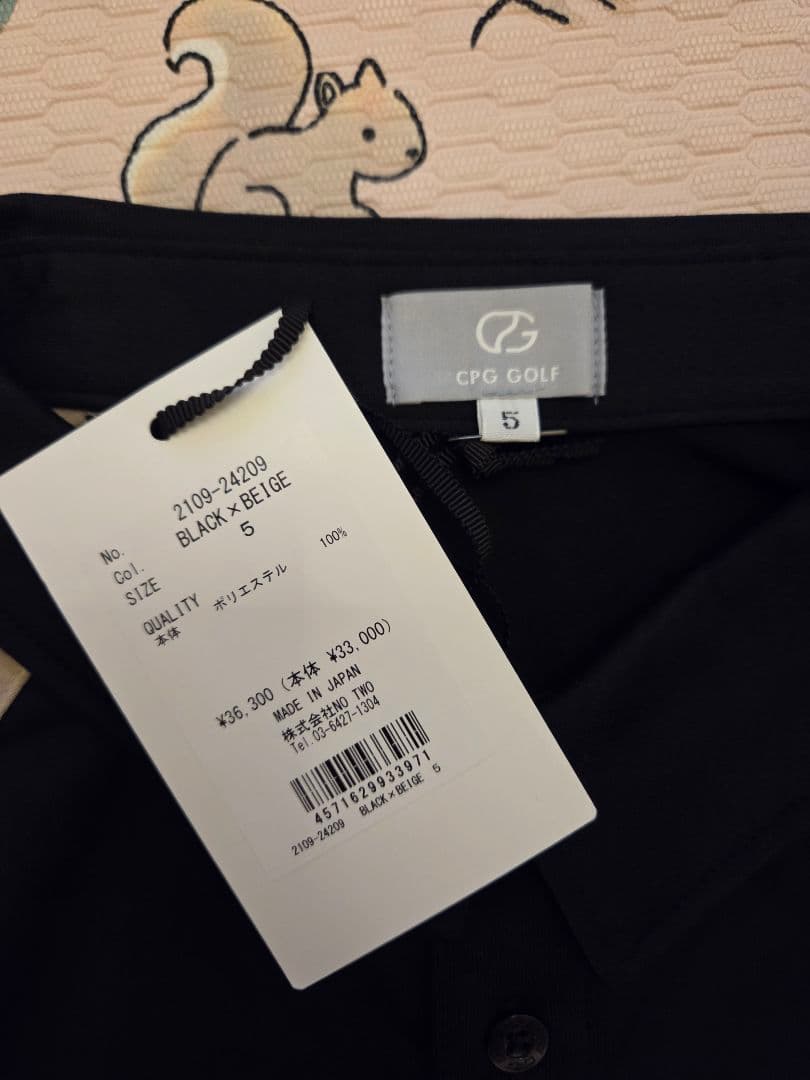 CPG GOLF
5
No. 2109-24209
Col. BLACK×BEIGE
SIZE 5
QUALITY
本体 ポリエステル 100%
¥36,300 (本体 ¥33,000)
MADE IN JAPAN
株式会社NO TWO
Tel.03-6427-1304
4571629933971
2109-24209 BLACK×BEIGE 5